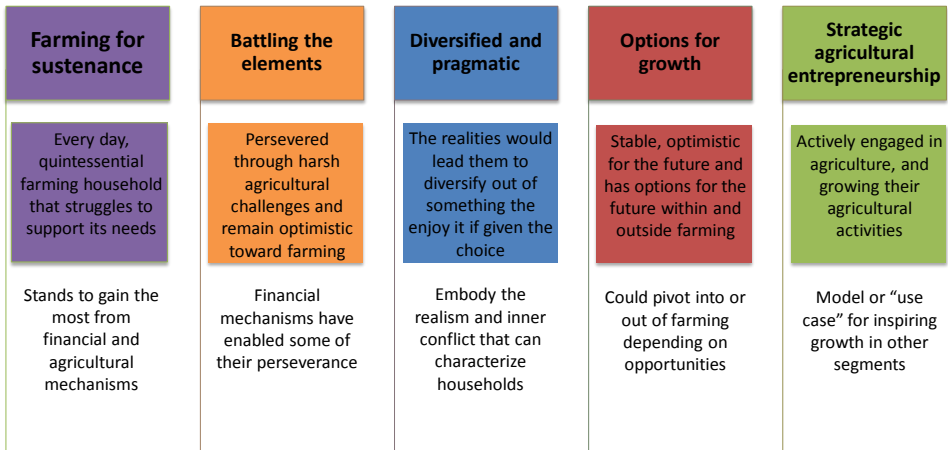 Farming for
sustenance
Every day,
quintessential
farming household
that struggles to
support its needs
Stands to gain the
most from
financial and
agricultural
mechanisms
Battling the
elements
Persevered
through harsh
agricultural
challenges and
remain optimistic
toward farming
Financial
mechanisms have
enabled some of
their perseverance
Diversified and
pragmatic
The realities would
lead them to
diversify out of
something the
enjoy it if given the
choice
Embody the
realism and inner
conflict that can
characterize
households
Options for
growth
Stable, optimistic
for the future and
has options for the
future within and
outside farming
Could pivot into or
out of farming
depending on
opportunities
Strategic
agricultural
entrepreneurship
Actively engaged in
agriculture, and
growing their
agricultural
activities
Model or “use
case” for inspiring
growth in other
segments